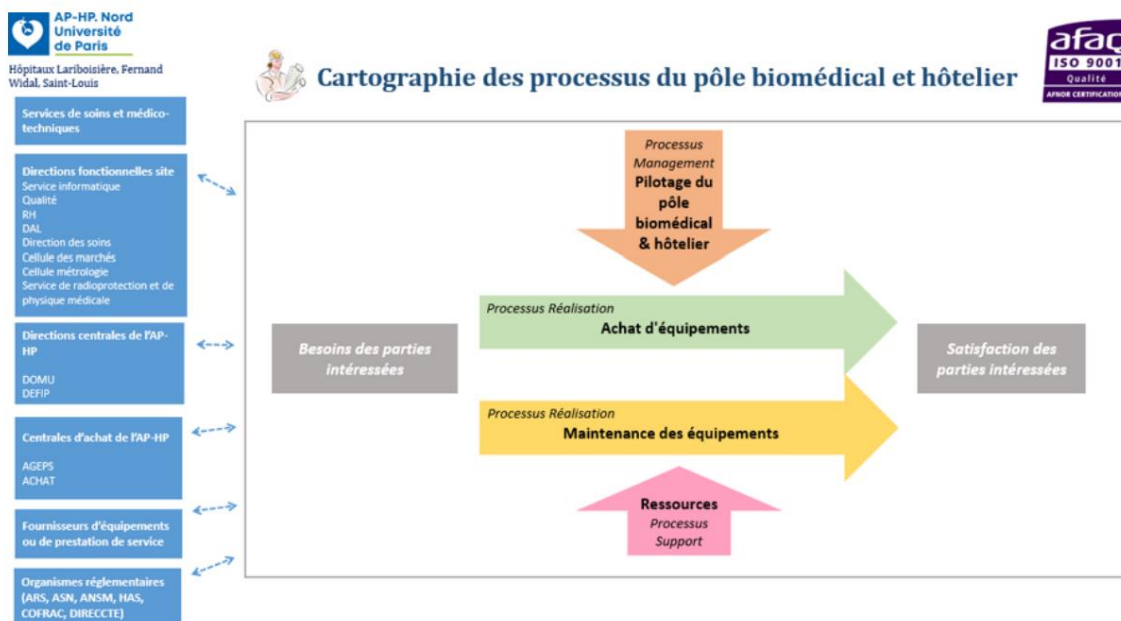 AP-HP. Nord
Université
de Paris
Hôpitaux Lariboisière, Fernand
Widal, Saint-Louis
Cartographie des processus du pôle biomédical et hôtelier
afaq
ISO 9001
Qualité
AFNOR CERTIFICATION
Services de soins et médico-
techniques
Directions fonctionnelles site
Service informatique
Qualité
RH
DAL
Direction des soins
Cellule des marchés
Cellule métrologie
Service de radioprotection et de
physique médicale
Directions centrales de l'AP-
HP
DOMU
DEFIP
Centrales d'achat de l'AP-HP
AGEPS
ACHAT
Fournisseurs d'équipements
ou de prestation de service
Organismes réglementaires
(ARS, ASN, ANSM, HAS,
COFRAC, DIRECCTE)
Processus
Management
Pilotage du
pôle
biomédical
& hôtelier
Besoins des parties
intéressées
Processus Réalisation
Achat d'équipements
Processus Réalisation
Maintenance des équipements
Satisfaction des
parties intéressées
Ressources
Processus
Support